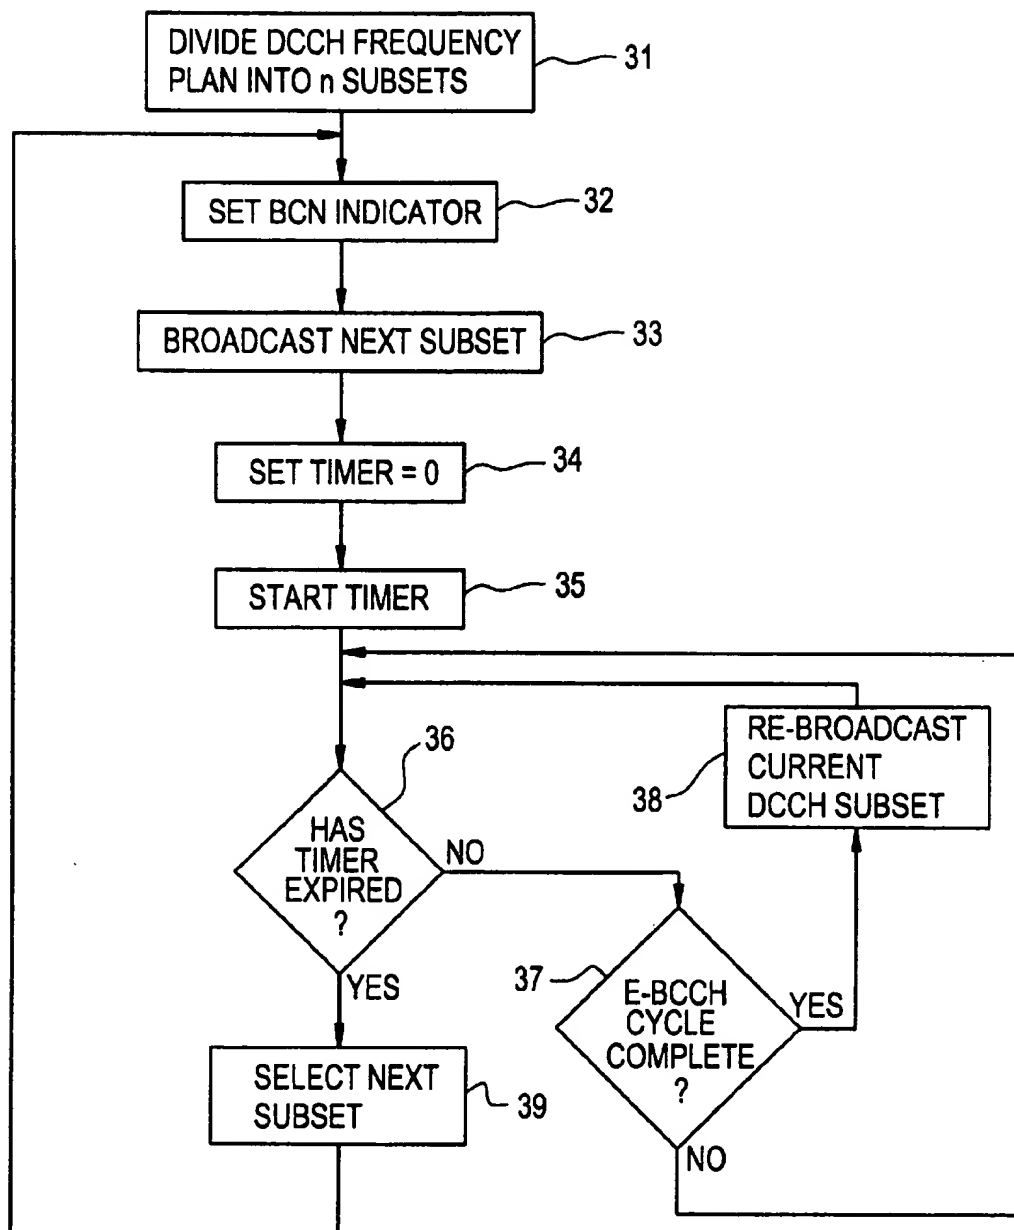 DIVIDE DCCH FREQUENCY
PLAN INTO n SUBSETS
31
SET BCN INDICATOR
32
BROADCAST NEXT SUBSET
33
SET TIMER = 0
34
START TIMER
35
36
HAS
TIMER
EXPIRED
?
NO
YES
RE-BROADCAST
CURRENT
DCCH SUBSET
38
37
E-BCCH
CYCLE
COMPLETE
?
YES
NO
SELECT NEXT
SUBSET
39